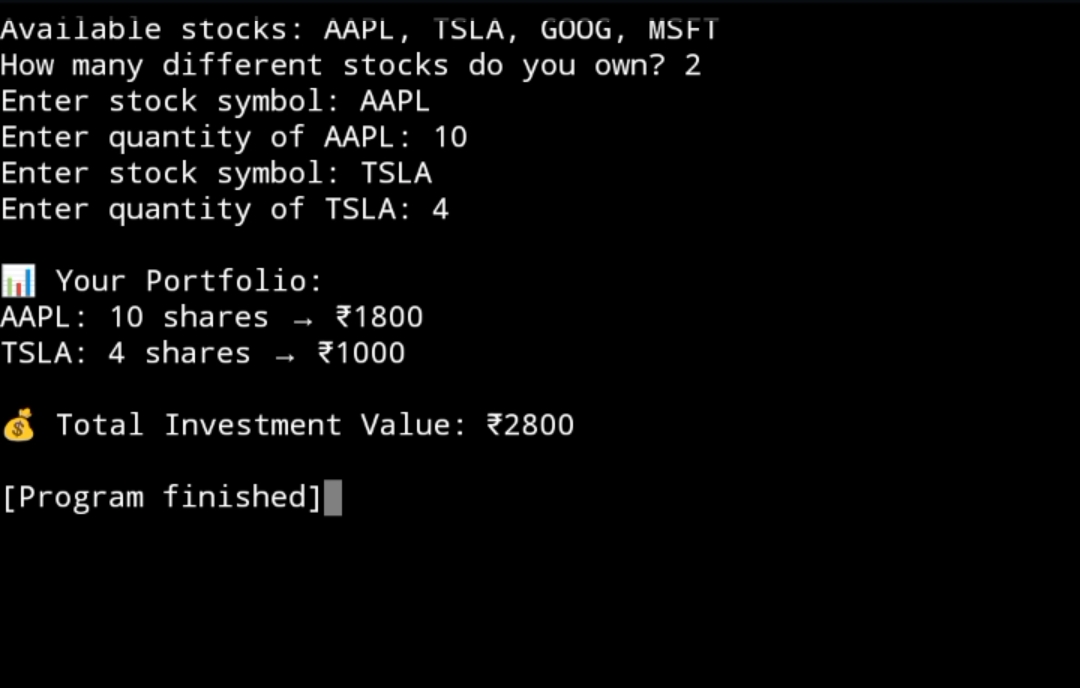 Available stocks: AAPL, TSLA, GOOG, MSFT
How many different stocks do you own? 2
Enter stock symbol: AAPL
Enter quantity of AAPL: 10
Enter stock symbol: TSLA
Enter quantity of TSLA: 4
📊 Your Portfolio:
AAPL: 10 shares → ₹1800
TSLA: 4 shares → ₹1000
💰 Total Investment Value: ₹2800
[Program finished]